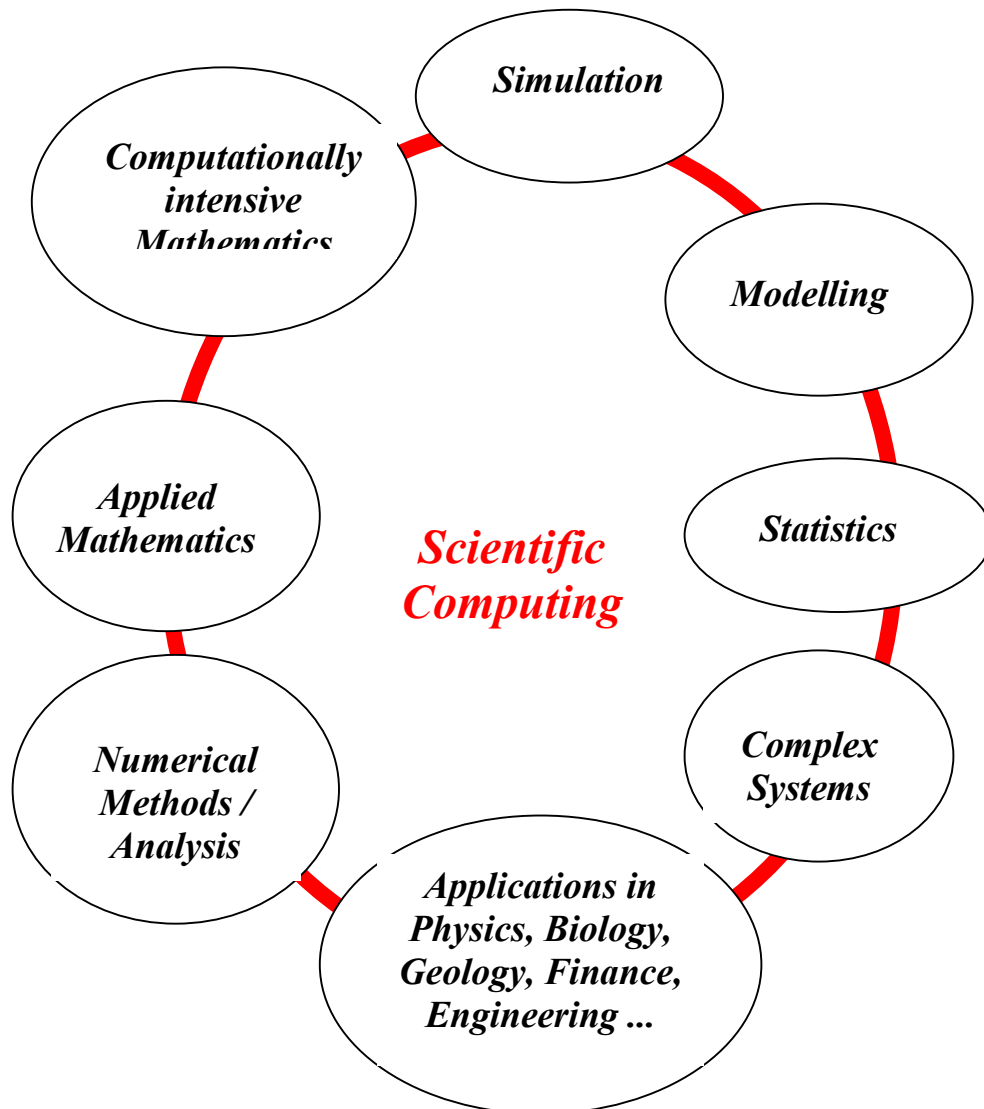 Simulation
Computationally
intensive
Mathematics
Modelling
Applied
Mathematics
Statistics
Scientific
Computing
Numerical
Methods /
Analysis
Complex
Systems
Applications in
Physics, Biology,
Geology, Finance,
Engineering ...